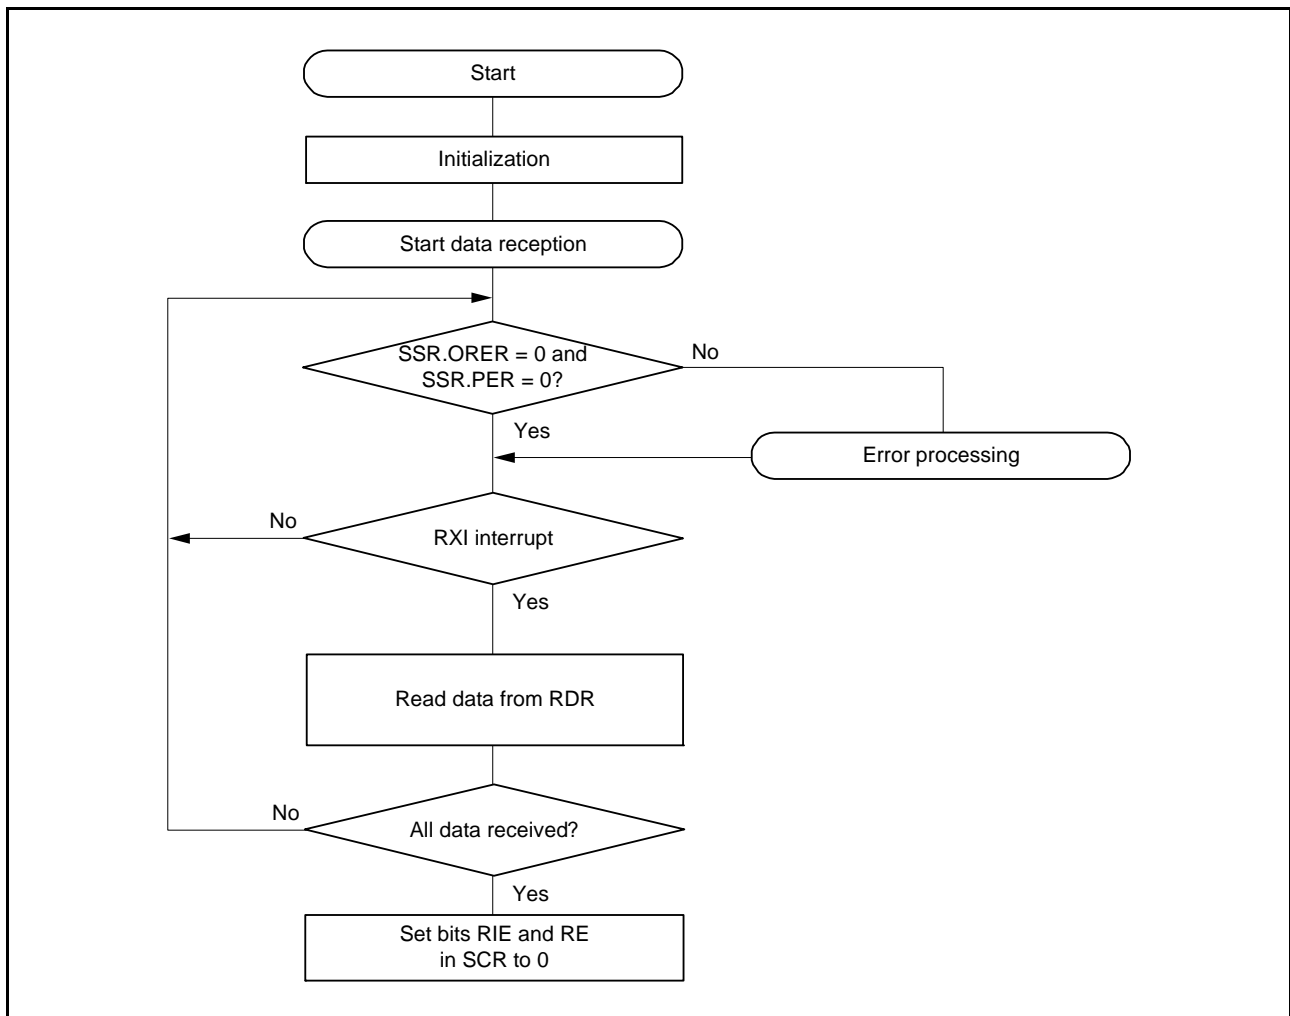 Start
Initialization
Start data reception
SSR.ORER = 0 and
SSR.PER = 0?
No
Yes
Error processing
No
RXI interrupt
Yes
Read data from RDR
No
All data received?
Yes
Set bits RIE and RE
in SCR to 0